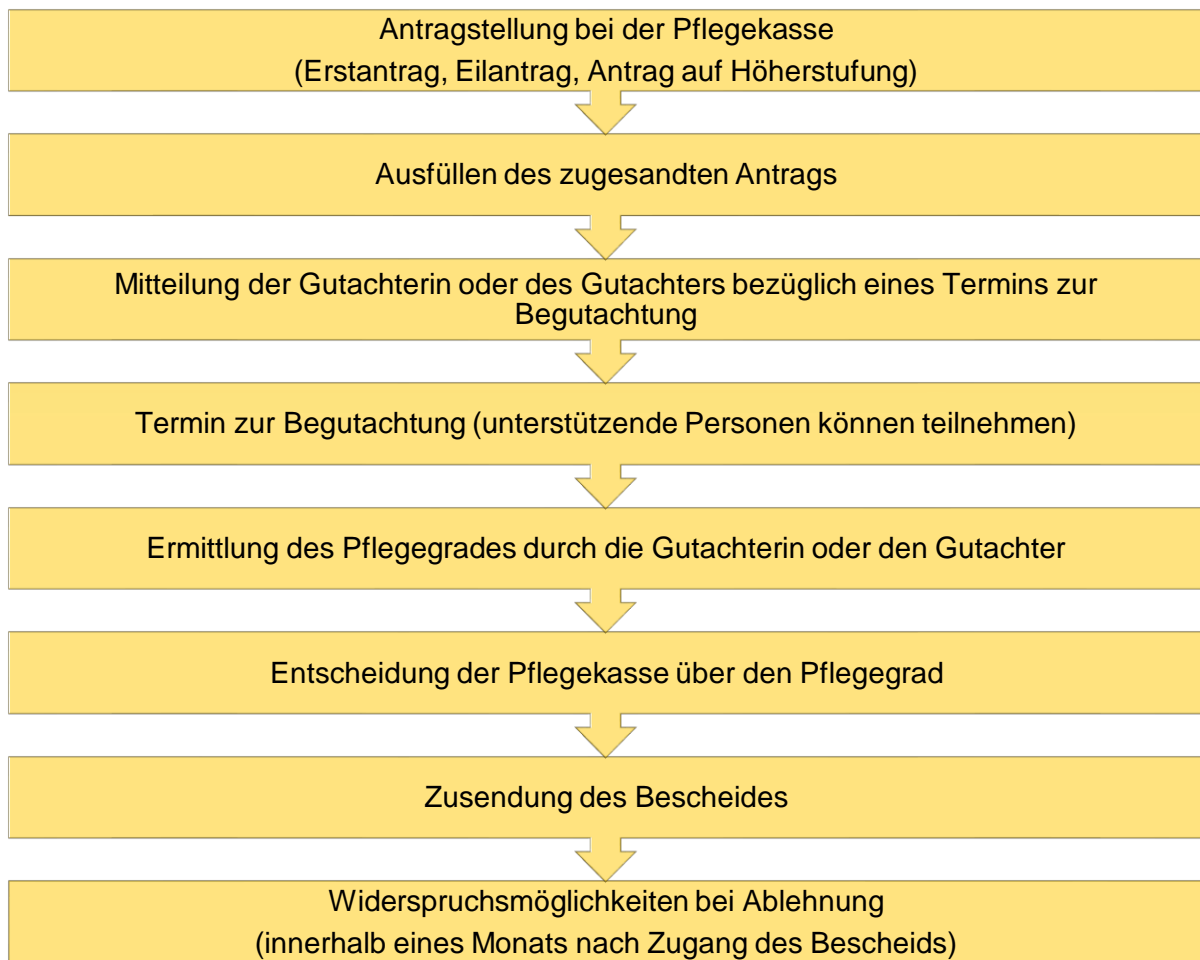 Antragstellung bei der Pflegekasse
(Erstantrag, Eilantrag, Antrag auf Höherstufung)
Ausfüllen des zugesandten Antrags
Mitteilung der Gutachterin oder des Gutachters bezüglich eines Termins zur
Begutachtung
Termin zur Begutachtung (unterstützende Personen können teilnehmen)
Ermittlung des Pflegegrades durch die Gutachterin oder den Gutachter
Entscheidung der Pflegekasse über den Pflegegrad
Zusendung des Bescheides
Widerspruchsmöglichkeiten bei Ablehnung
(innerhalb eines Monats nach Zugang des Bescheids)